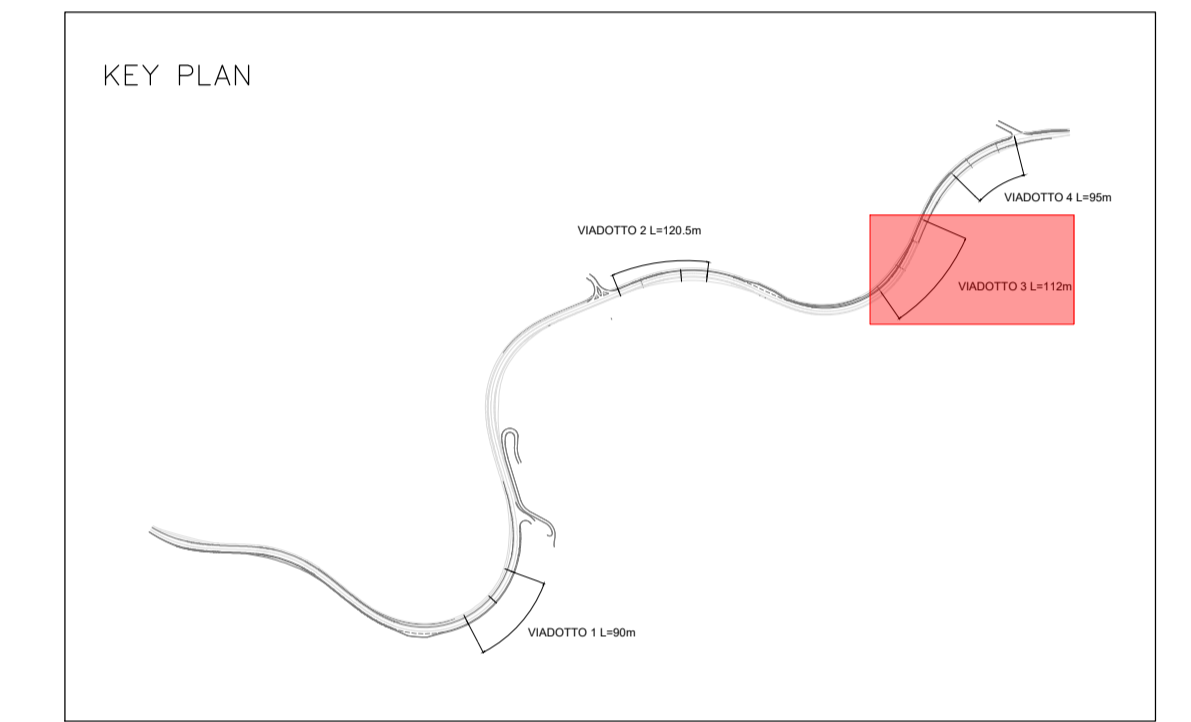 KEY PLAN
VIADOTTO 4 L=95m
VIADOTTO 2 L=120.5m
VIADOTTO 3 L=112m
VIADOTTO 1 L=90m